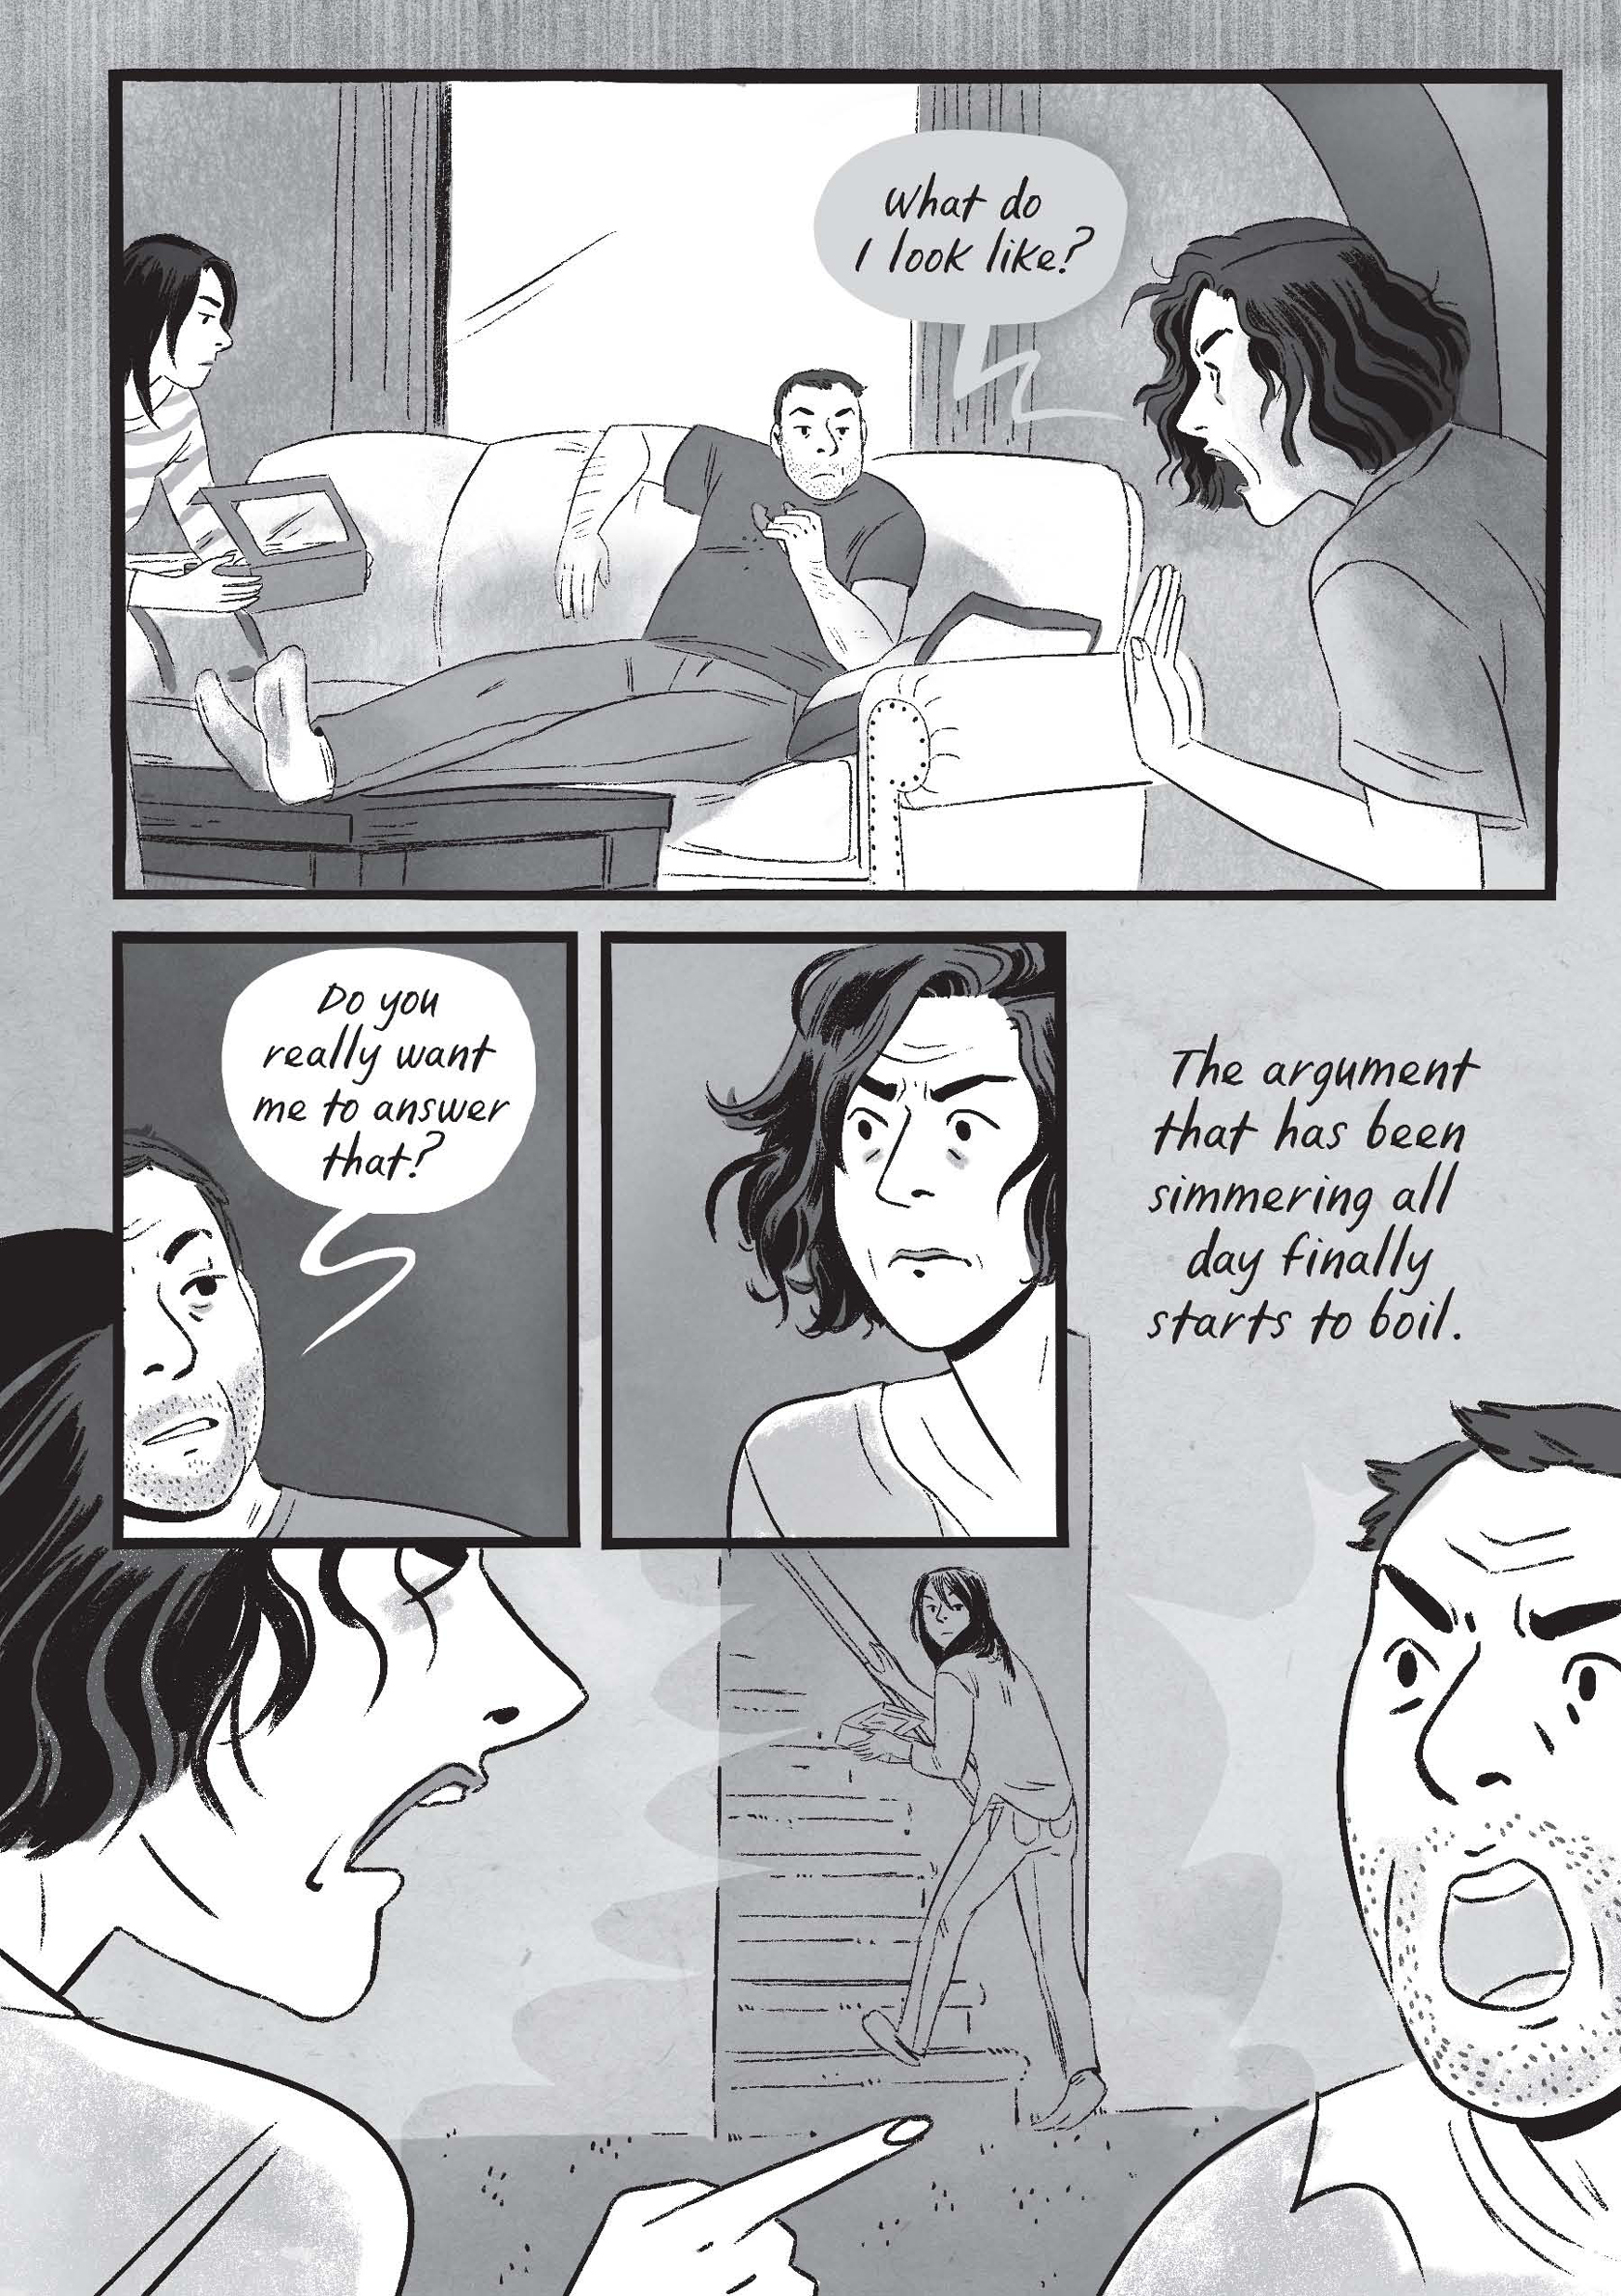 What do
I look like?
Do you
really want
me to answer
that?
The argument
that has been
simmering all
day finally
starts to boil.